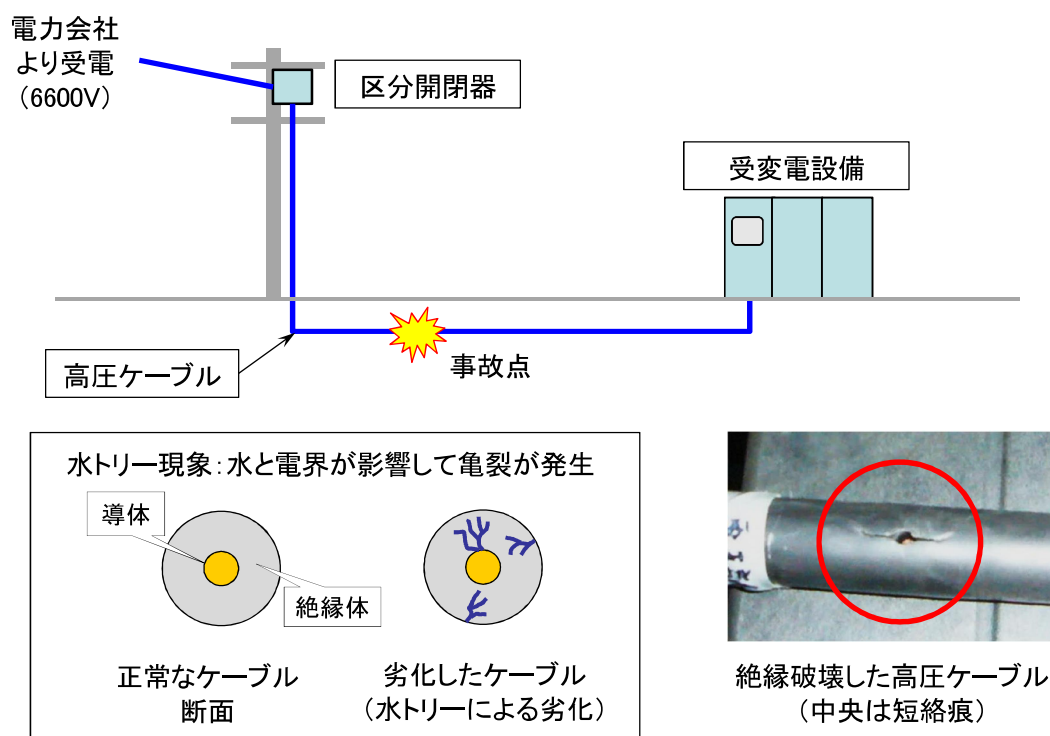 電力会社
より受電
（6600V）
区分開閉器
受変電設備
高圧ケーブル
事故点
水トリー現象：水と電界が影響して亀裂が発生
導体
絶縁体
正常なケーブル
断面
劣化したケーブル
（水トリーによる劣化）
絶縁破壊した高圧ケーブル
（中央は短絡痕）